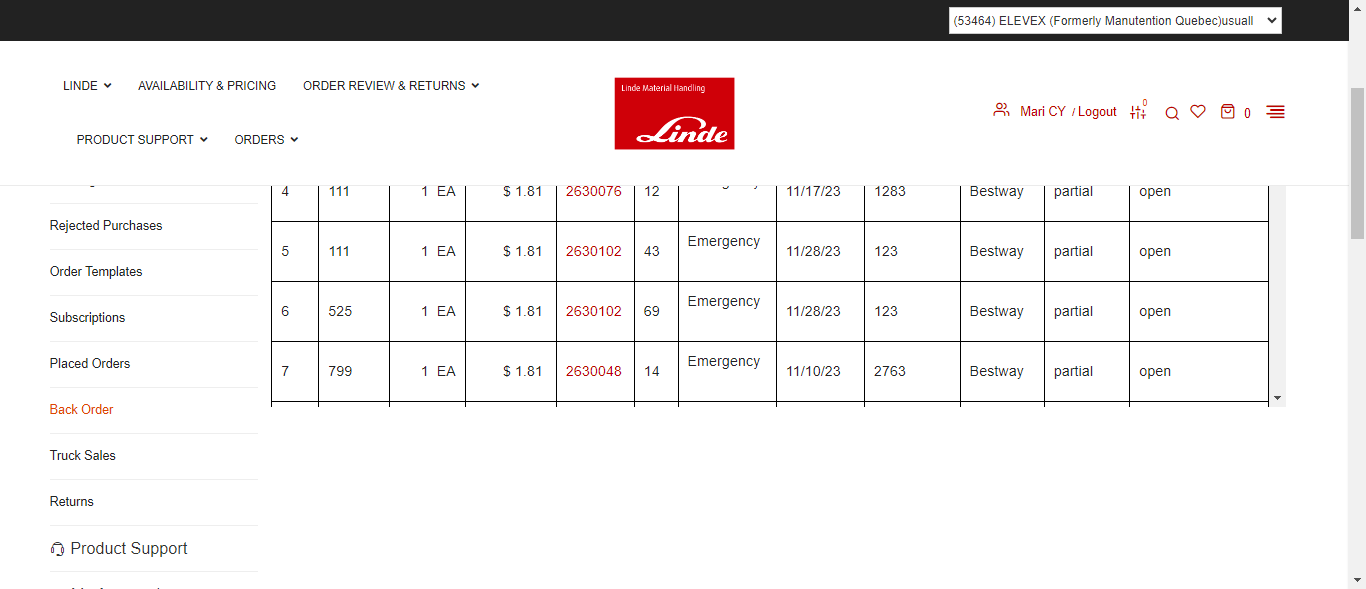 (53464) ELEVEX (Formerly Manutention Quebec)usuall
LINDE AVAILABILITY & PRICING ORDER REVIEW & RETURNS
PRODUCT SUPPORT ORDERS
Linde Material Handling
Linde
Mari CY / Logout 0 0
Rejected Purchases
Order Templates
Subscriptions
Placed Orders
Back Order
Truck Sales
Returns
Product Support
4 111 1 EA $ 1.81 2630076 12 11/17/23 1283 Bestway partial open
5 111 1 EA $ 1.81 2630102 43 Emergency 11/28/23 123 Bestway partial open
6 525 1 EA $ 1.81 2630102 69 Emergency 11/28/23 123 Bestway partial open
7 799 1 EA $ 1.81 2630048 14 Emergency 11/10/23 2763 Bestway partial open